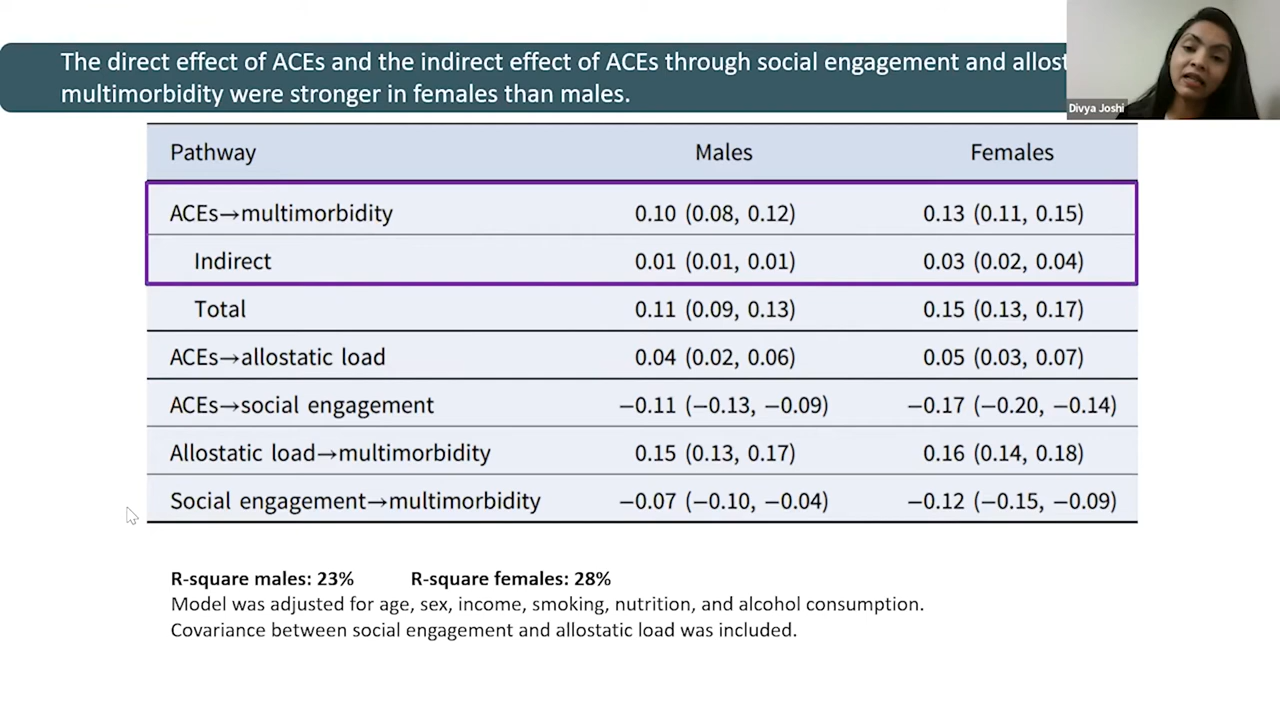 The direct effect of ACEs and the indirect effect of ACEs through social engagement and
multimorbidity were stronger in females than males.
Divya Joshi
Pathway Males Females
ACEs→multimorbidity 0.10 (0.08, 0.12) 0.13 (0.11, 0.15)
Indirect 0.01 (0.01, 0.01) 0.03 (0.02, 0.04)
Total 0.11 (0.09, 0.13) 0.15 (0.13, 0.17)
ACEs→allostatic load 0.04 (0.02, 0.06) 0.05 (0.03, 0.07)
ACEs→social engagement −0.11 (−0.13, −0.09) −0.17 (−0.20, −0.14)
Allostatic load→multimorbidity 0.15 (0.13, 0.17) 0.16 (0.14, 0.18)
Social engagement→multimorbidity −0.07 (−0.10, −0.04) −0.12 (−0.15, −0.09)
R-square males: 23% R-square females: 28%
Model was adjusted for age, sex, income, smoking, nutrition, and alcohol consumption.
Covariance between social engagement and allostatic load was included.